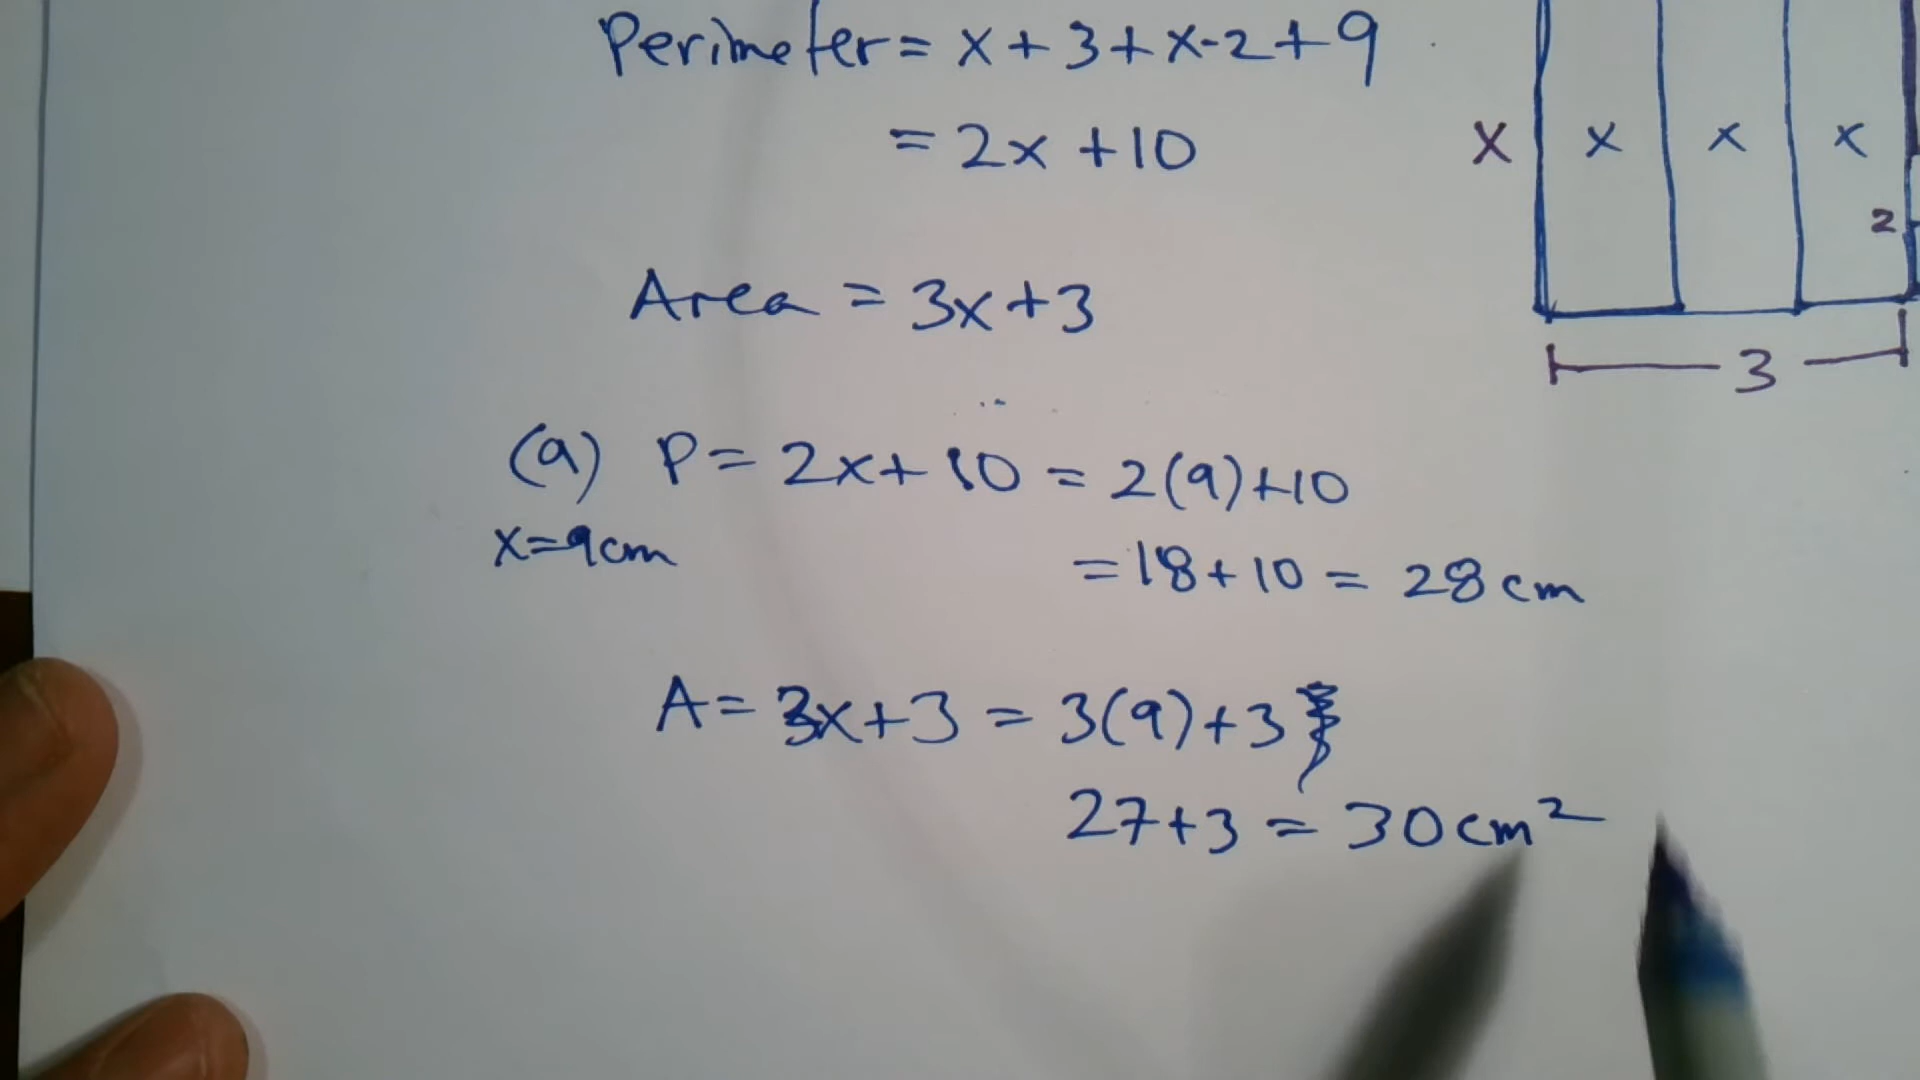 Perimeter = x + 3 + x - 2 + 9
= 2x + 10
x x x x
2
Area = 3x + 3
3
(a) P = 2x + 10 = 2(9) + 10
x = 9cm
= 18 + 10 = 28 cm
A = 3x + 3 = 3(9) + 3
27 + 3 = 30 cm²